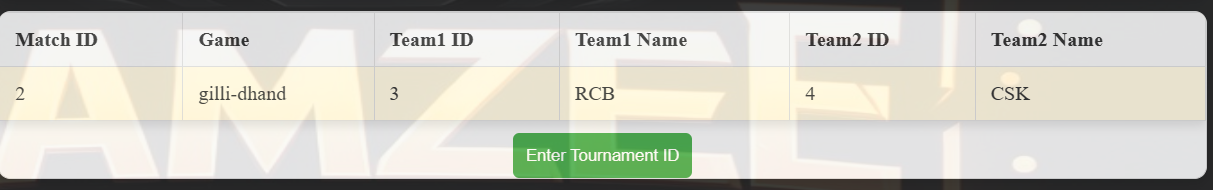 Match ID Game Team1 ID Team1 Name Team2 ID Team2 Name
2 gilli-dhand 3 RCB 4 CSK
Enter Tournament ID